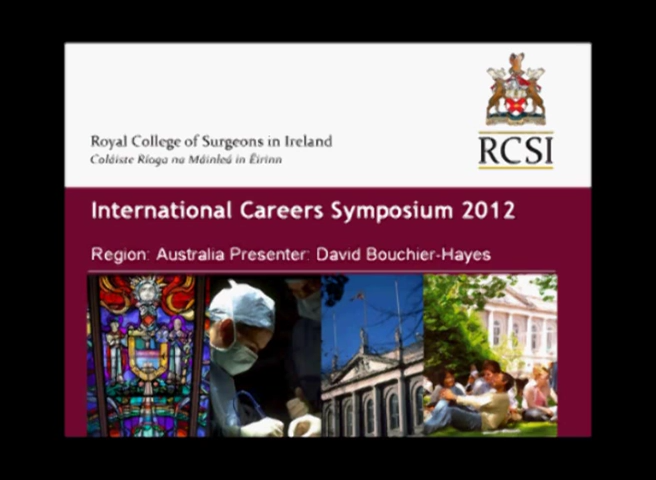 Royal College of Surgeons in Ireland
Coláiste Ríoga na Máinleá in Éirinn
RCSI
International Careers Symposium 2012
Region: Australia Presenter: David Bouchier-Hayes